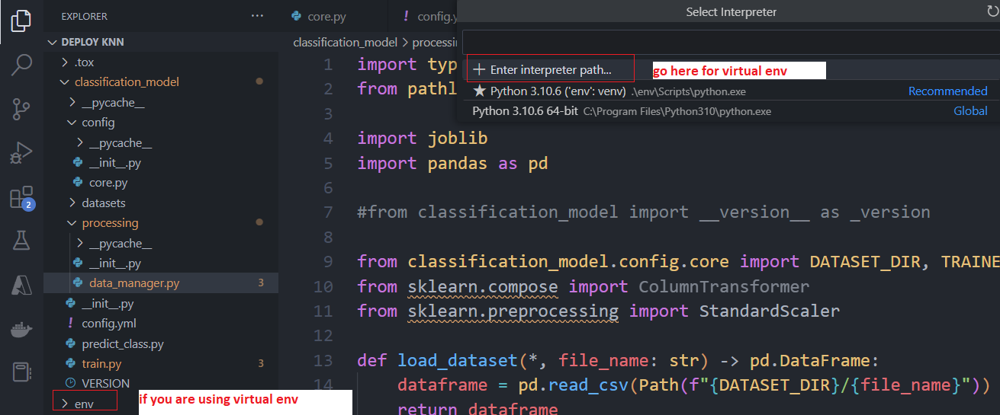 EXPLORER
DEPLOY KNN
.tox
classification_model
__pycache__
config
__pycache__
__init__.py
core.py
datasets
processing
__pycache__
__init__.py
data_manager.py 3
__init__.py
! config.yml
predict_class.py
train.py 3
VERSION
env
if you are using virtual env
2
core.py
! config.y
classification_model > processin
Select Interpreter
+ Enter interpreter path...
go here for virtual env
★ Python 3.10.6 ('env': venv) .\env\Scripts\python.exe Recommended
Python 3.10.6 64-bit C:\Program Files\Python310\python.exe Global
1 import typ
2 from pathl
3
4 import joblib
5 import pandas as pd
6
7 #from classification_model import __version__ as _version
8
9 from classification_model.config.core import DATASET_DIR, TRAINE
10 from sklearn.compose import ColumnTransformer
11 from sklearn.preprocessing import StandardScaler
12
13 def load_dataset(*, file_name: str) -> pd.DataFrame:
14 dataframe = pd.read_csv(Path(f"{DATASET_DIR}/{file_name}"))
return dataframe